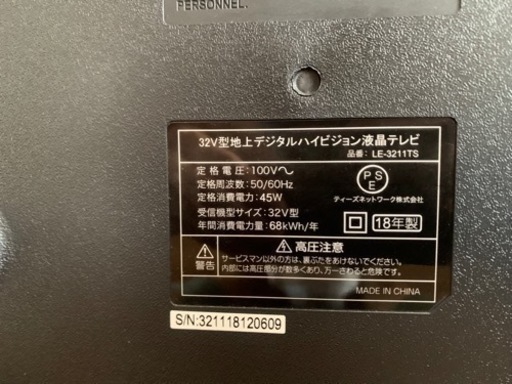 PERSONNEL.
32V型地上デジタルハイビジョン液晶テレビ
品番: LE-3211TS
定格電圧: 100V～
定格周波数: 50/60Hz
定格消費電力: 45W
受信機型サイズ: 32V型
年間消費電力量: 68kWh/年
PS
E
ティーズネットワーク株式会社
18年製
高圧注意
警告
サービスマン以外の方は、裏ぶたをあけないでください。
内部には高圧部分が数多くあり、万一さわると危険です。
MADE IN CHINA
S/N:321118120609